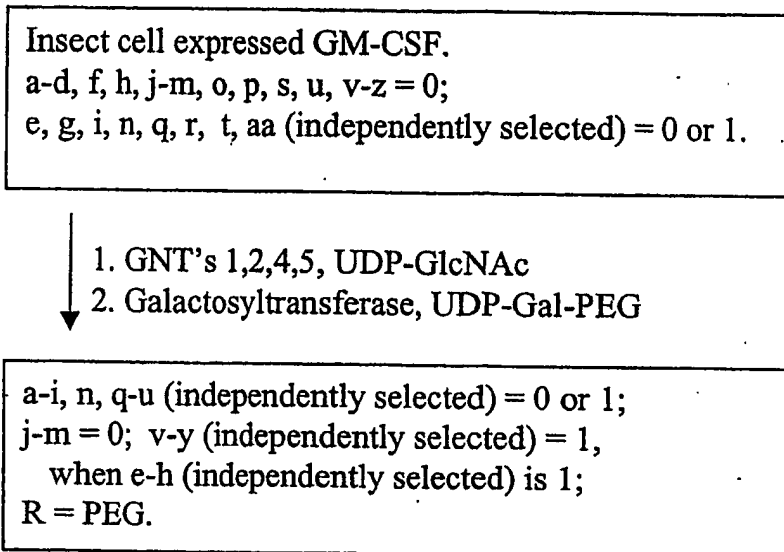 Insect cell expressed GM-CSF.
a-d, f, h, j-m, o, p, s, u, v-z = 0;
e, g, i, n, q, r, t, aa (independently selected) = 0 or 1.
1. GNT's 1,2,4,5, UDP-GlcNAc
2. Galactosyltransferase, UDP-Gal-PEG
a-i, n, q-u (independently selected) = 0 or 1;
j-m = 0; v-y (independently selected) = 1,
when e-h (independently selected) is 1;
R = PEG.